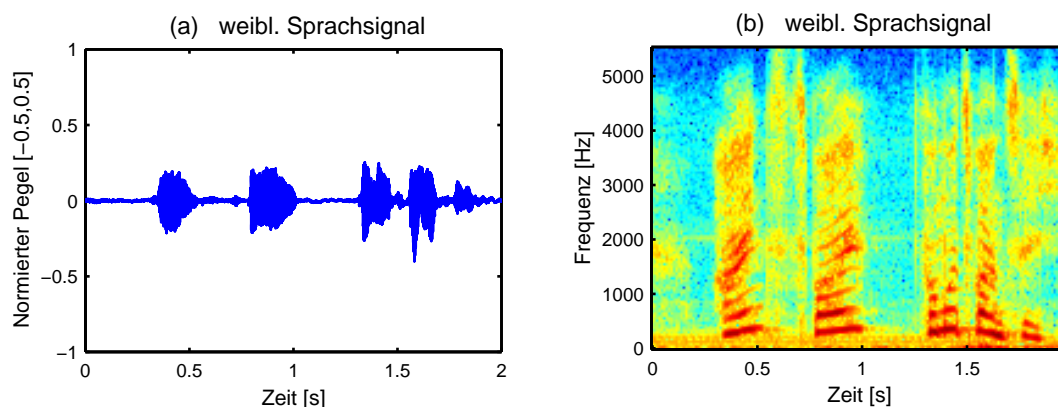 (a) weibl. Sprachsignal
Normierter Pegel [−0.5,0.5]
1
0.5
0
−0.5
−1
0 0.5 1 1.5 2
Zeit [s]
(b) weibl. Sprachsignal
Frequenz [Hz]
5000
4000
3000
2000
1000
0
0 0.5 1 1.5
Zeit [s]